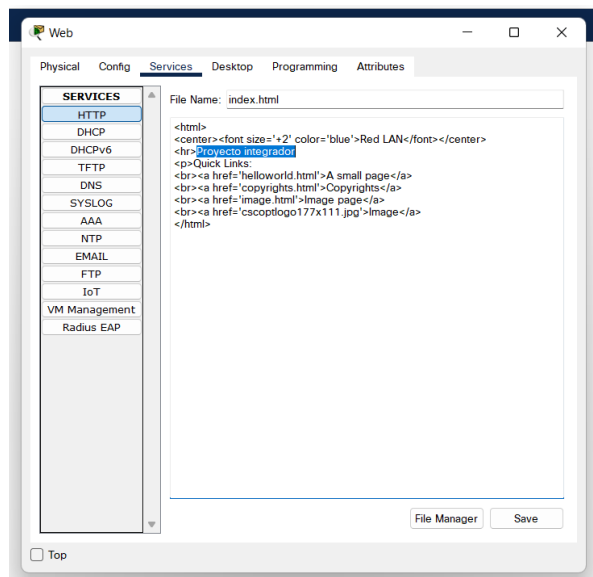 Web
Physical Config Services Desktop Programming Attributes
SERVICES
HTTP
DHCP
DHCPv6
TFTP
DNS
SYSLOG
AAA
NTP
EMAIL
FTP
IoT
VM Management
Radius EAP
File Name: index.html
<html>
<center><font size='+2' color='blue'>Red LAN</font></center>
<hr>Proyecto integrador
<p>Quick Links:
<br><a href='helloworld.html'>A small page</a>
<br><a href='copyrights.html'>Copyrights</a>
<br><a href='image.html'>Image page</a>
<br><a href='cscoptlogo177x111.jpg'>Image</a>
</html>
File Manager Save
Top